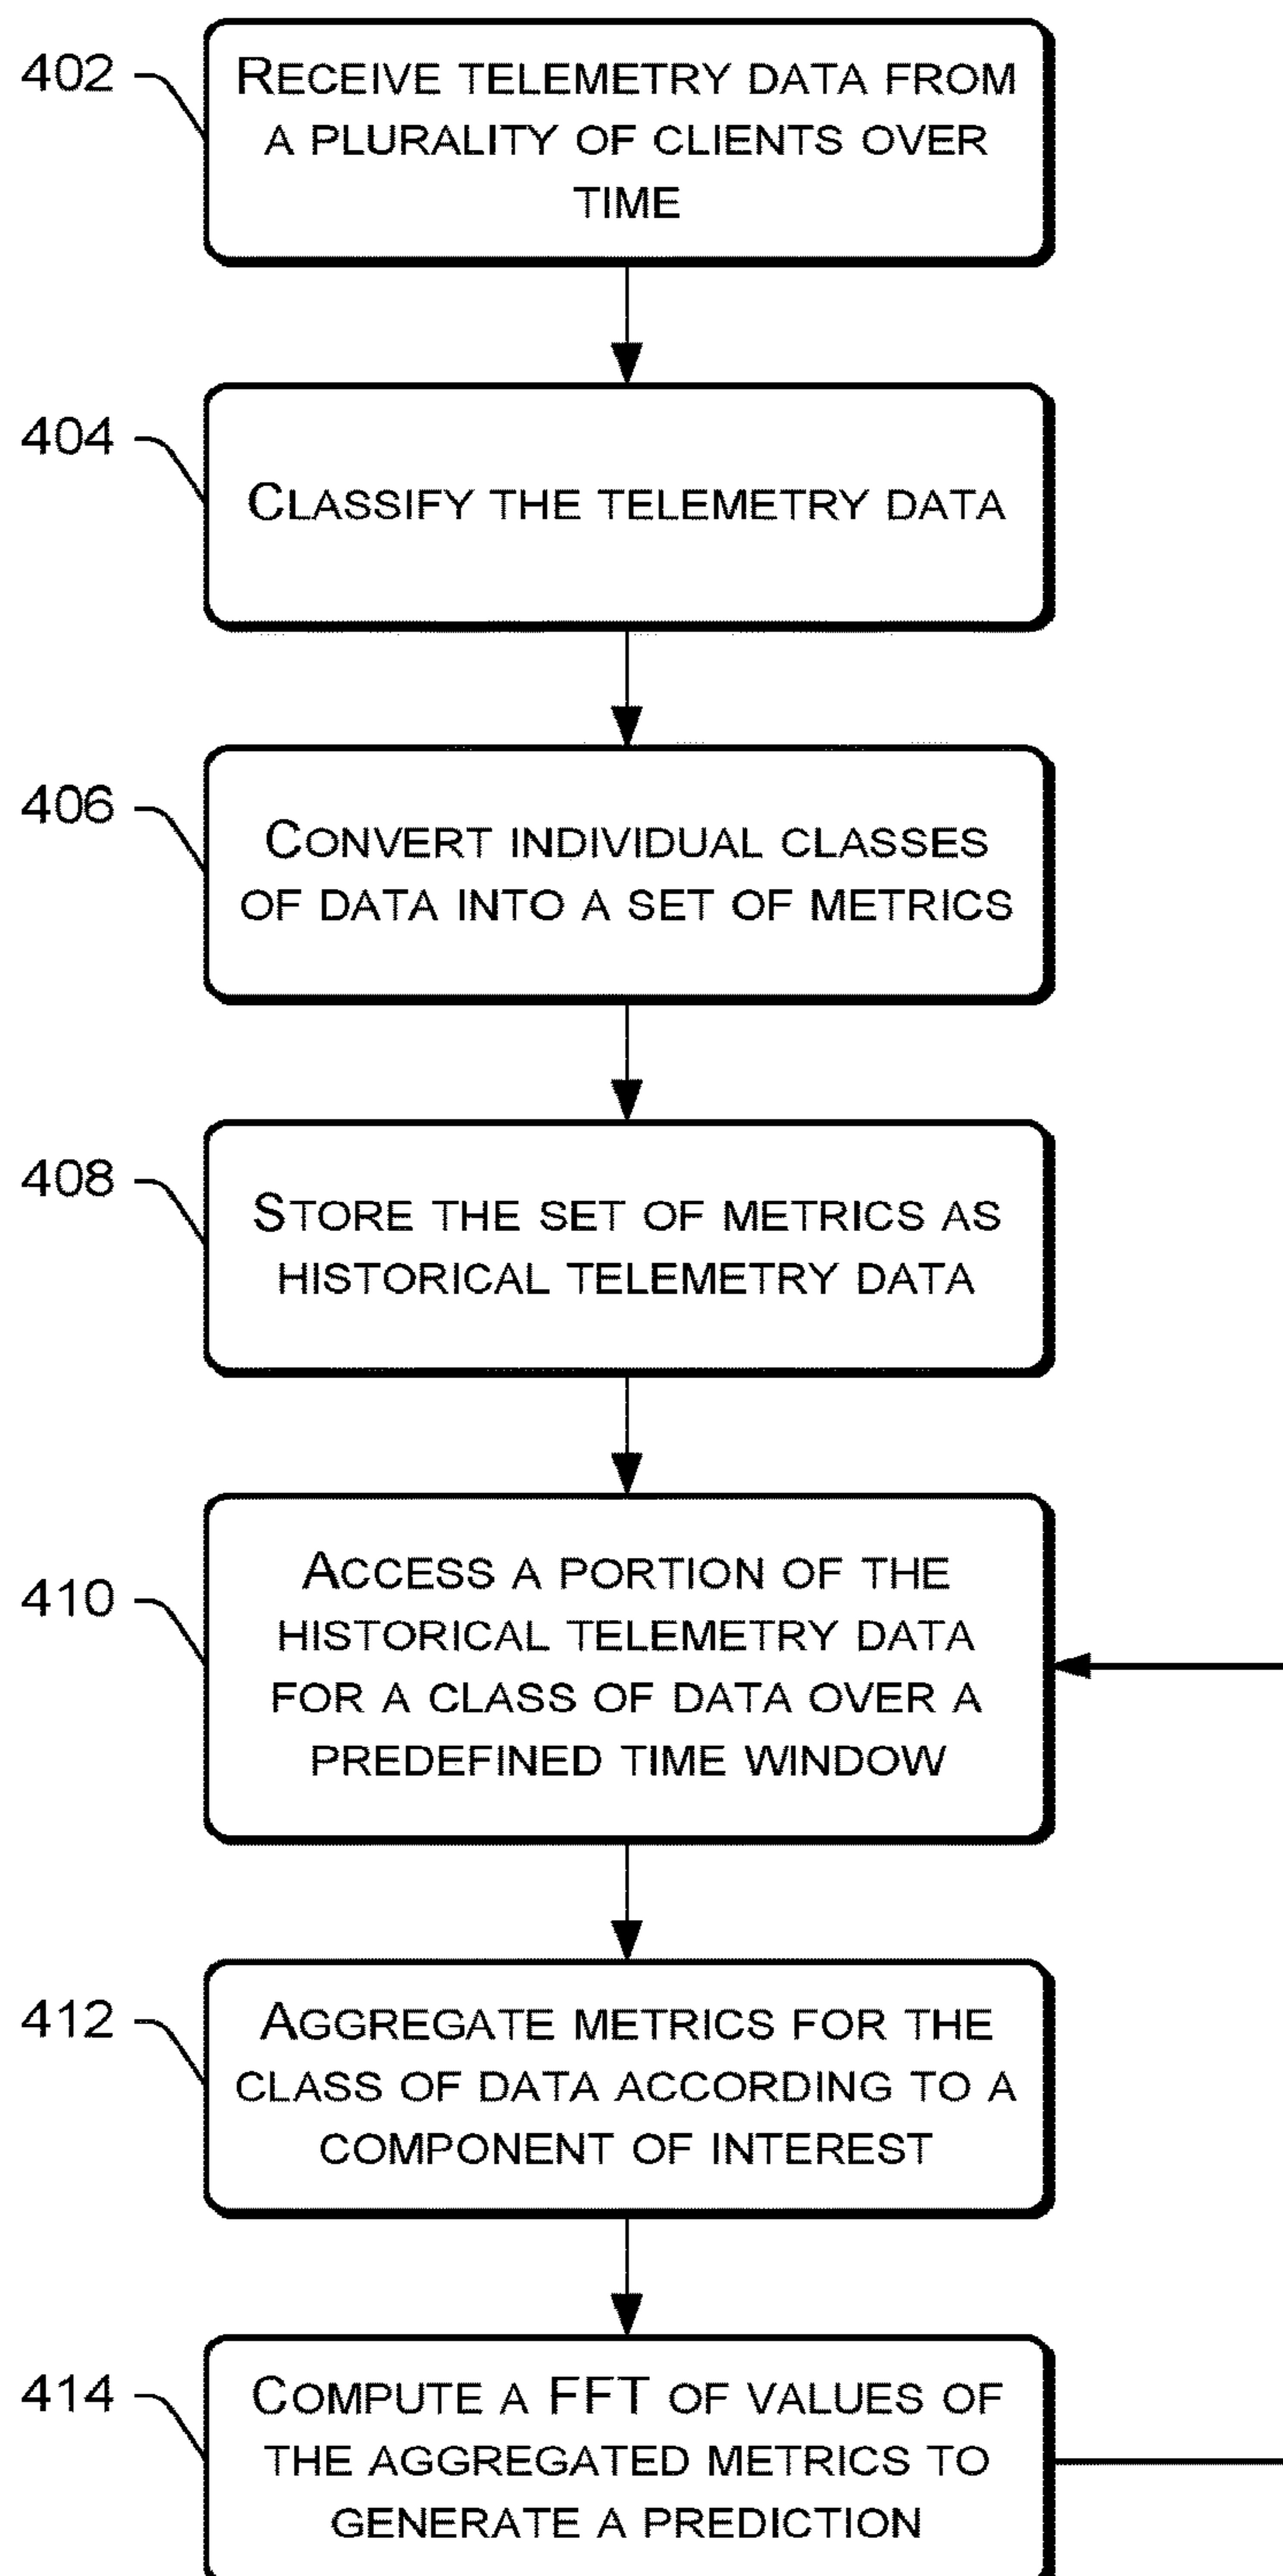 402
RECEIVE TELEMETRY DATA FROM
A PLURALITY OF CLIENTS OVER
TIME
404
CLASSIFY THE TELEMETRY DATA
406
CONVERT INDIVIDUAL CLASSES
OF DATA INTO A SET OF METRICS
408
STORE THE SET OF METRICS AS
HISTORICAL TELEMETRY DATA
410
ACCESS A PORTION OF THE
HISTORICAL TELEMETRY DATA
FOR A CLASS OF DATA OVER A
PREDEFINED TIME WINDOW
412
AGGREGATE METRICS FOR THE
CLASS OF DATA ACCORDING TO A
COMPONENT OF INTEREST
414
COMPUTE A FFT OF VALUES OF
THE AGGREGATED METRICS TO
GENERATE A PREDICTION